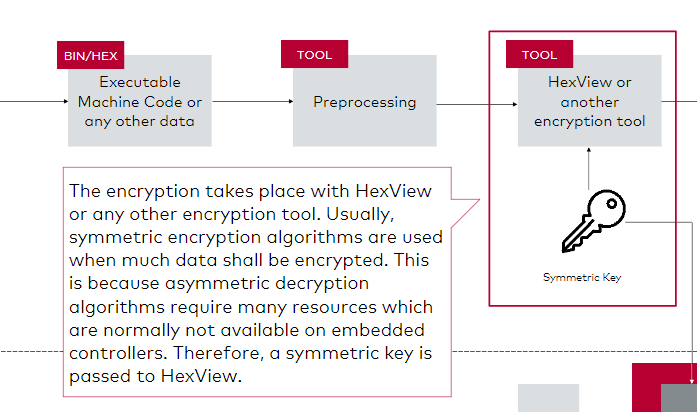 BIN/HEX
Executable
Machine Code or
any other data
TOOL
Preprocessing
TOOL
HexView or
another
encryption tool
Symmetric Key
The encryption takes place with HexView
or any other encryption tool. Usually,
symmetric encryption algorithms are used
when much data shall be encrypted. This
is because asymmetric decryption
algorithms require many resources which
are normally not available on embedded
controllers. Therefore, a symmetric key is
passed to HexView.